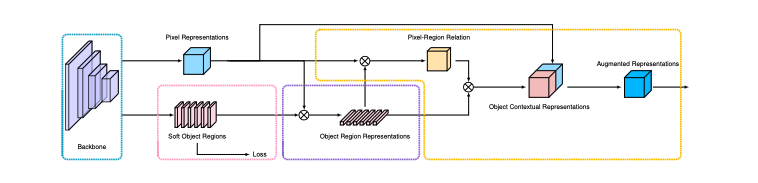 Pixel Representations
Pixel-Region Relation
Augmented Representations
Object Contextual Representations
Soft Object Regions
Object Region Representations
Backbone
Loss